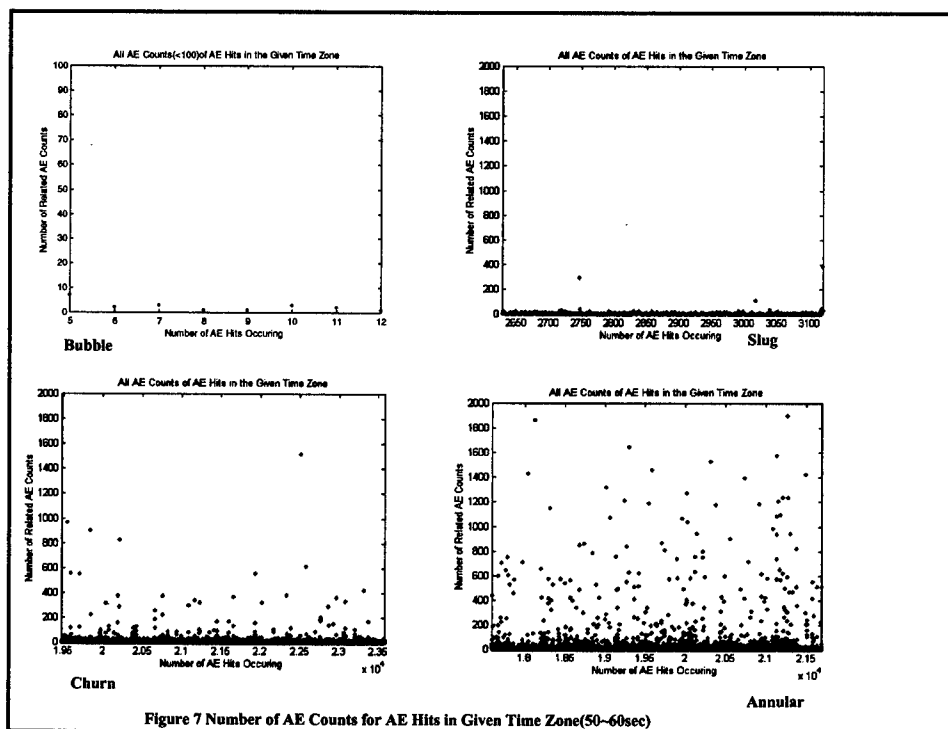 All AE Counts(<100)of AE Hits in the Given Time Zone
100
90
80
70
60
50
40
30
20
10
0
Number of Related AE Counts
5 6 7 8 9 10 11 12
Number of AE Hits Occuring
Bubble
All AE Counts of AE Hits in the Given Time Zone
2000
1800
1600
1400
1200
1000
800
600
400
200
0
Number of Related AE Counts
2650 2700 2750 2800 2850 2900 2950 3000 3050 3100
Number of AE Hits Occuring
Slug
All AE Counts of AE Hits in the Given Time Zone
2000
1800
1600
1400
1200
1000
800
600
400
200
0
Number of Related AE Counts
1.95 2 2.05 2.1 2.15 2.2 2.25 2.3 2.35
Number of AE Hits Occuring
x 10⁴
Churn
All AE Counts of AE Hits in the Given Time Zone
2000
1800
1600
1400
1200
1000
800
600
400
200
0
Number of Related AE Counts
1.8 1.85 1.9 1.95 2 2.05 2.1 2.15
Number of AE Hits Occuring
x 10⁴
Annular
Figure 7 Number of AE Counts for AE Hits in Given Time Zone(50~60sec)